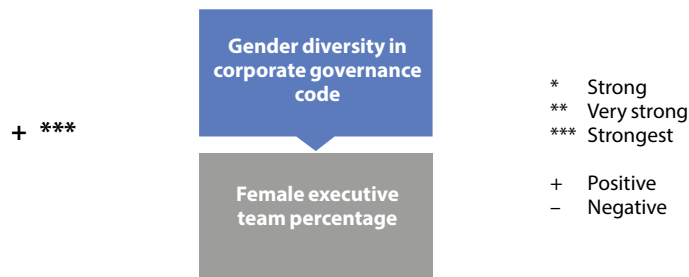 Gender diversity in
corporate governance
code
+ ***
Female executive
team percentage
* Strong
** Very strong
*** Strongest
+ Positive
– Negative